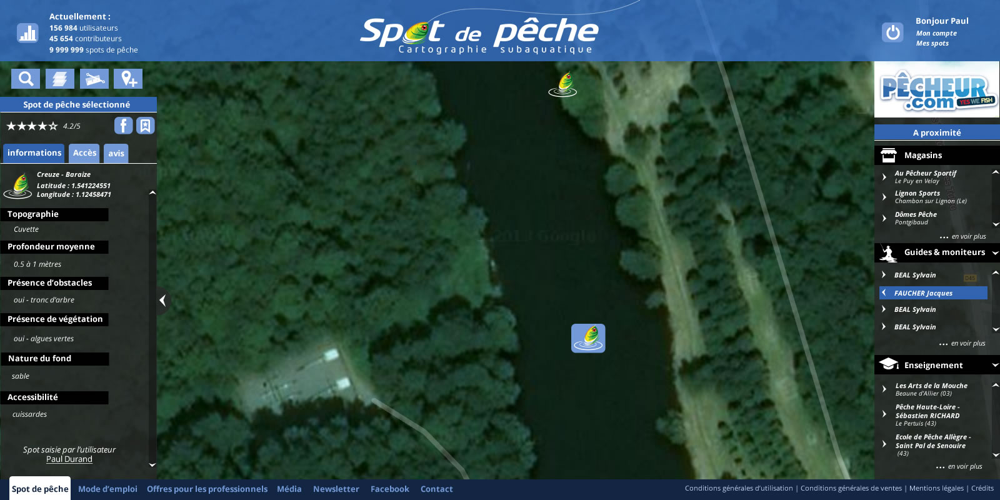 Actuellement :
156 984 utilisateurs
45 654 contributeurs
9 999 999 spots de pêche
Spot de pêche
Cartographie subaquatique
Bonjour Paul
Mon compte
Mes spots
Spot de pêche sélectionné
4.2/5
f
informations Accès avis
Creuze - Baraize
Latitude : 1.541224551
Longitude : 1.12458471
Topographie
Cuvette
Profondeur moyenne
0.5 à 1 mètres
Présence d'obstacles
oui - tronc d'arbre
Présence de végétation
oui - algues vertes
Nature du fond
sable
Accessibilité
cuissardes
Spot saisie par l'utilisateur
Paul Durand
Google
PÊCHEUR
.com YES WE FISH
A proximité
Magasins
Au Pêcheur Sportif
Le Puy en Velay
Lignon Sports
Chambon sur Lignon (Le)
Dômes Pêche
Pontgibaud
... en voir plus
Guides & moniteurs
BEAL Sylvain
D45
FAUCHER Jacques
BEAL Sylvain
BEAL Sylvain
... en voir plus
Enseignement
Les Arts de la Mouche
Beaune d'Allier (03)
Pêche Haute-Loire -
Sébastien RICHARD
Le Pertuis (43)
Ecole de Pêche Allègre -
Saint Pal de Senouire
(43)
... en voir plus
Spot de pêche Mode d'emploi Offres pour les professionnels Média Newsletter Facebook Contact
Conditions générales d'utilisation | Conditions générales de ventes | Mentions légales | Crédits